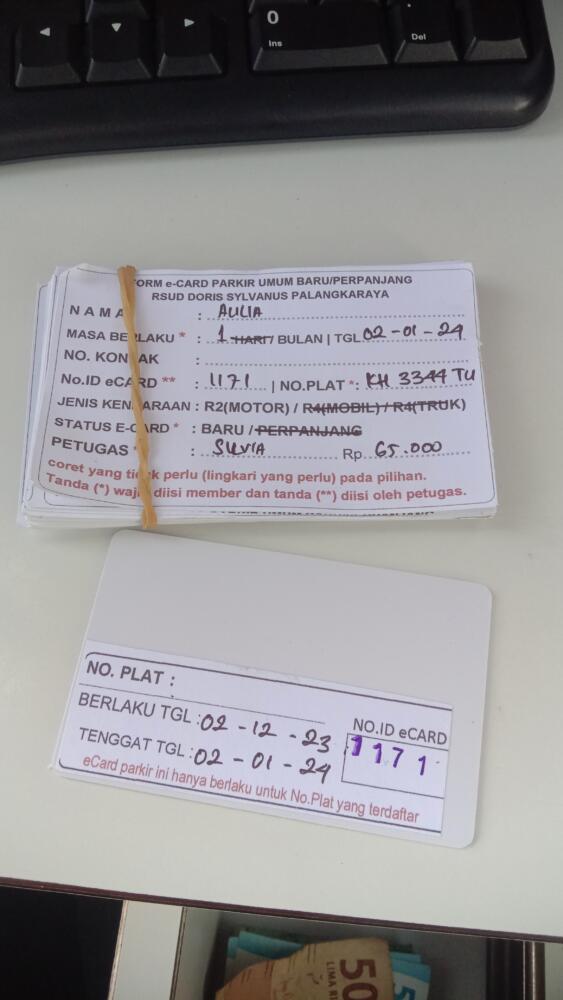 0
Ins
.
Del
FORM e-CARD PARKIR UMUM BARU/PERPANJANG
RSUD DORIS SYLVANUS PALANGKARAYA
NAMA : AULIA
MASA BERLAKU * : 1 HARI / BULAN | TGL 02 - 01 - 24
NO. KONTAK :
No.ID eCARD ** : 1171 | NO.PLAT *: KH 3344 TU
JENIS KENDARAAN : R2(MOTOR) / R4(MOBIL) / R4(TRUK)
STATUS E-CARD * : BARU / PERPANJANG
PETUGAS * : SILVIA Rp 65.000
coret yang tidak perlu (lingkari yang perlu) pada pilihan.
Tanda (*) wajib diisi member dan tanda (**) diisi oleh petugas.
NO. PLAT :
BERLAKU TGL : 02 - 12 - 23
TENGGAT TGL : 02 - 01 - 24
NO.ID eCARD
1171
eCard parkir ini hanya berlaku untuk No.Plat yang terdaftar
50
LIMA